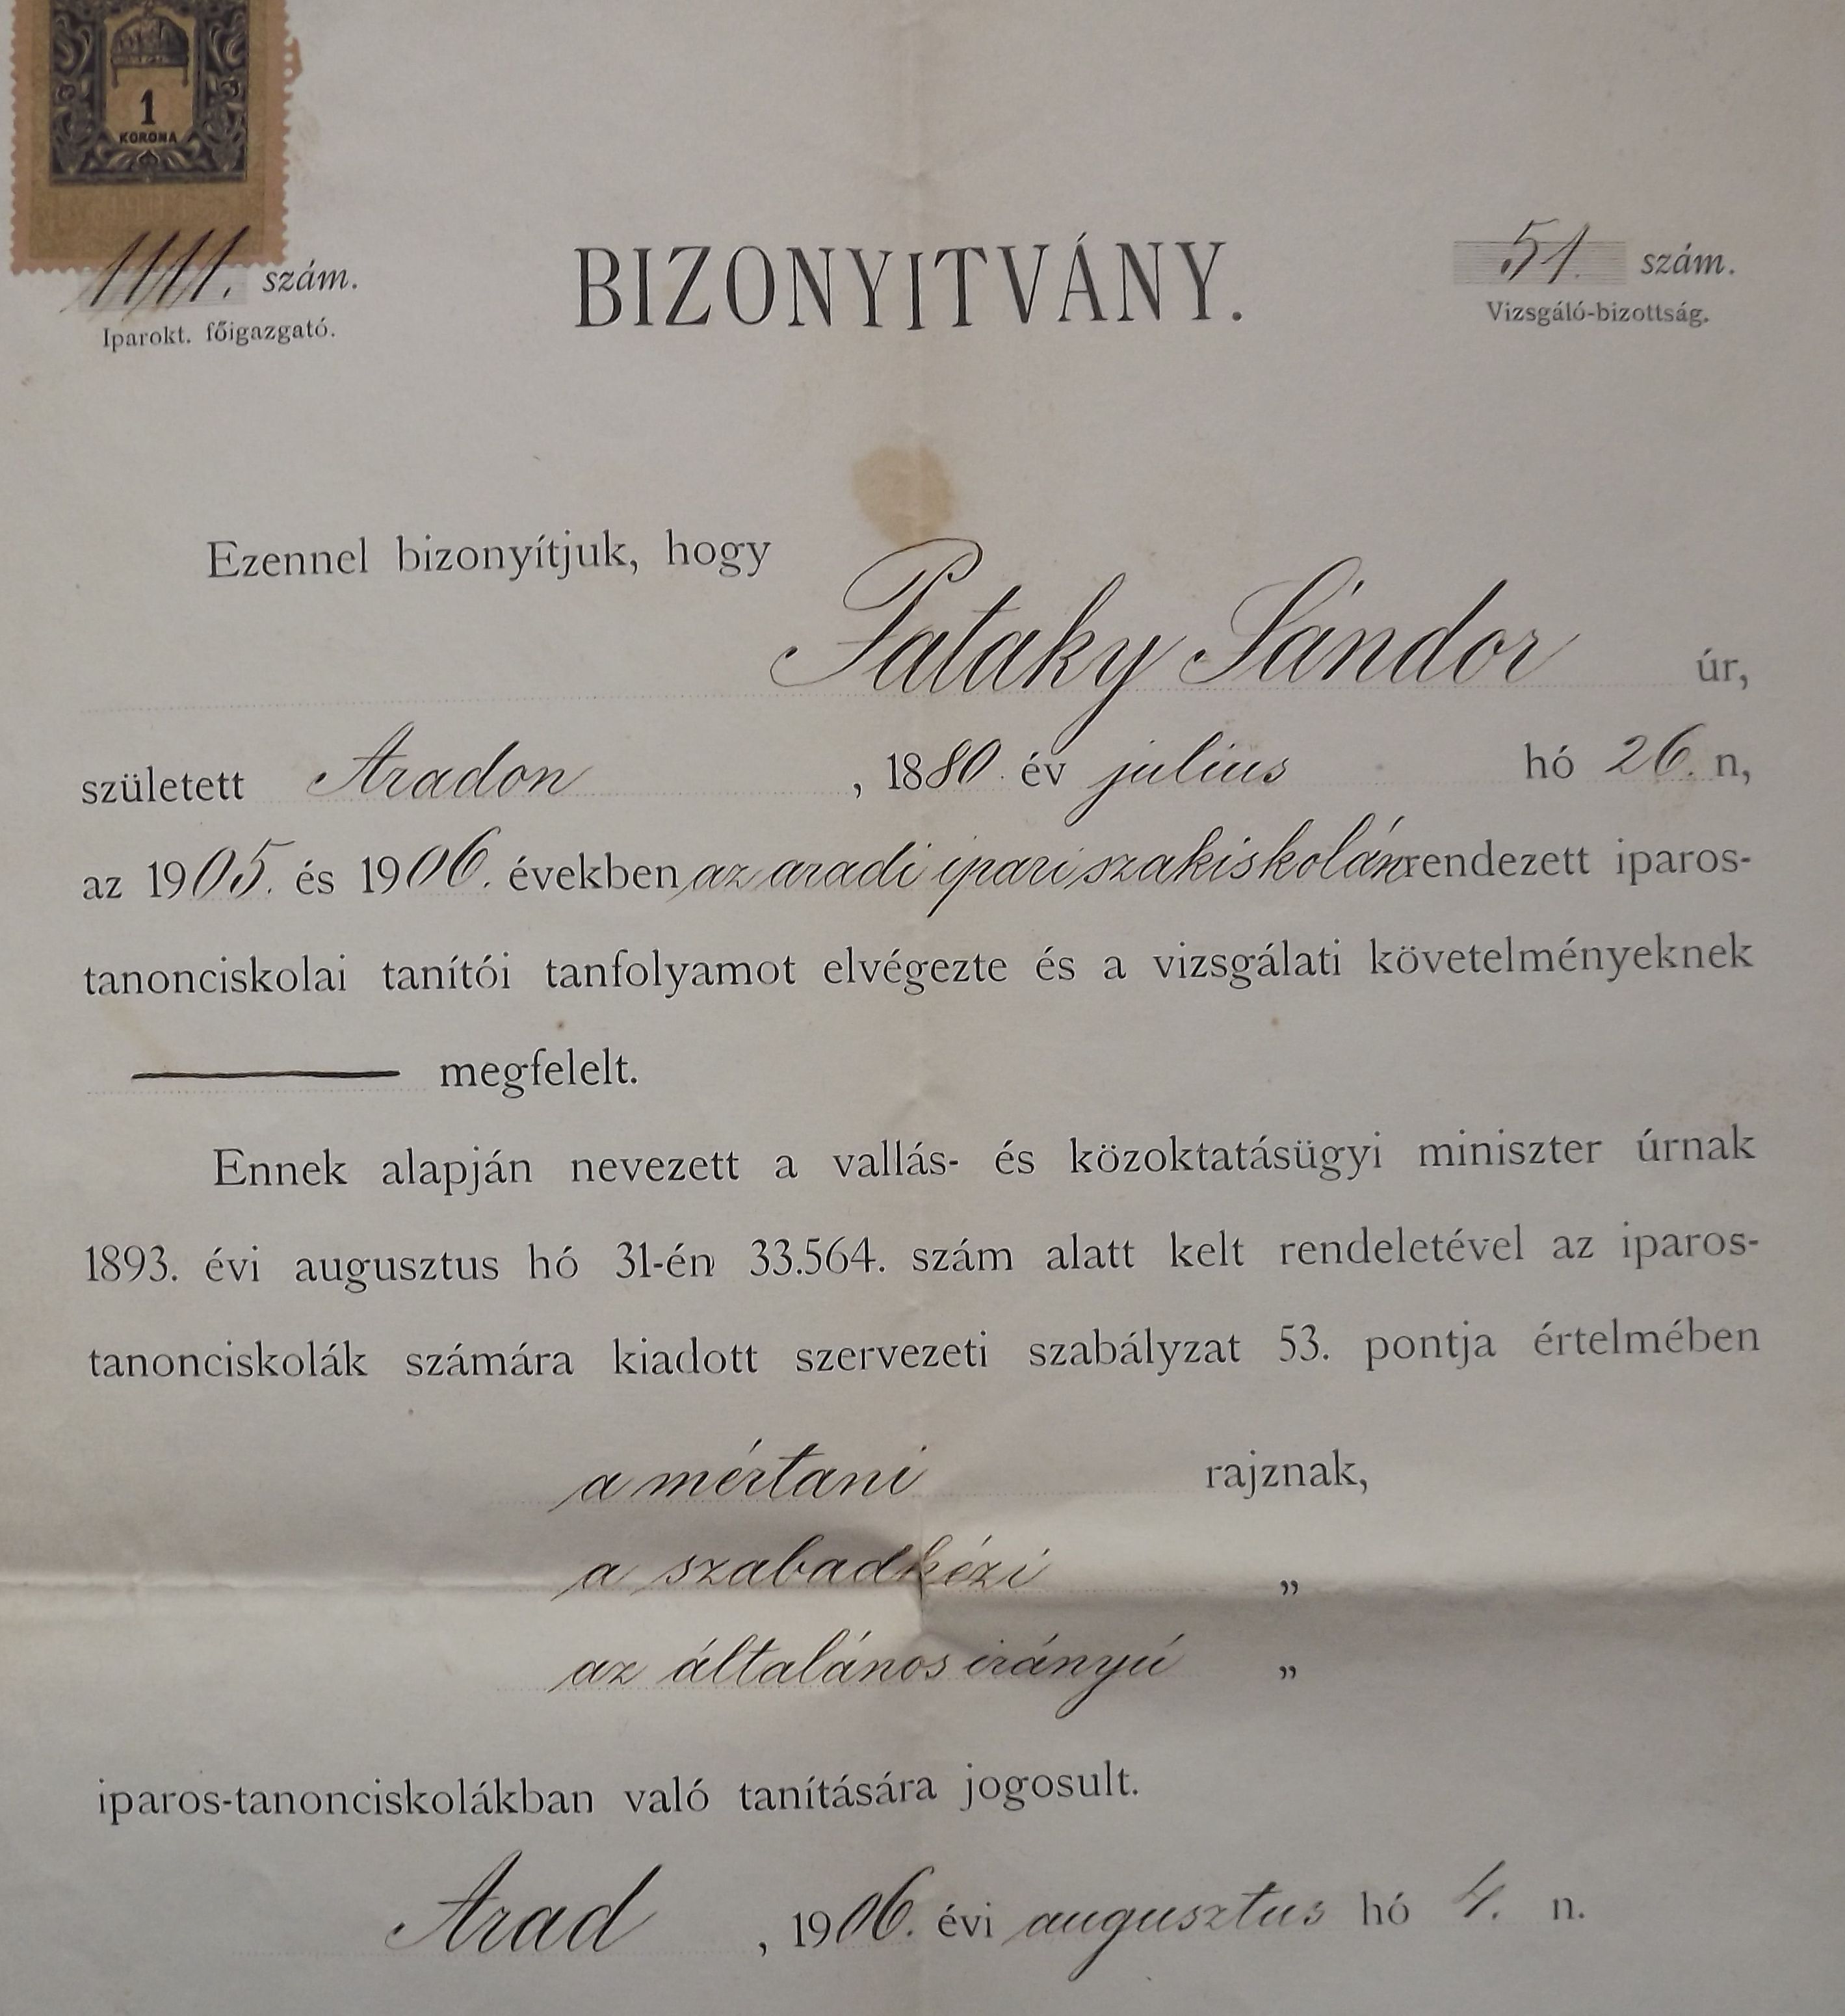 1
KORONA
1111. szám.
Iparokt. főigazgató.
BIZONYITVÁNY.
51. szám.
Vizsgáló-bizottság.
Ezennel bizonyítjuk, hogy
Pataky Sándor úr,
született Aradon, 1880. év július hó 26. n,
az 1905. és 1906. években az aradi ipari szakiskolán rendezett iparos-
tanonciskolai tanítói tanfolyamot elvégezte és a vizsgálati követelményeknek
megfelelt.
Ennek alapján nevezett a vallás- és közoktatásügyi miniszter úrnak
1893. évi augusztus hó 31-én 33.564. szám alatt kelt rendeletével az iparos-
tanonciskolák számára kiadott szervezeti szabályzat 53. pontja értelmében
a mértani rajznak,
a szabadkézi „
az általános irányú „
iparos-tanonciskolákban való tanítására jogosult.
Arad, 1906. évi augusztus hó 4. n.